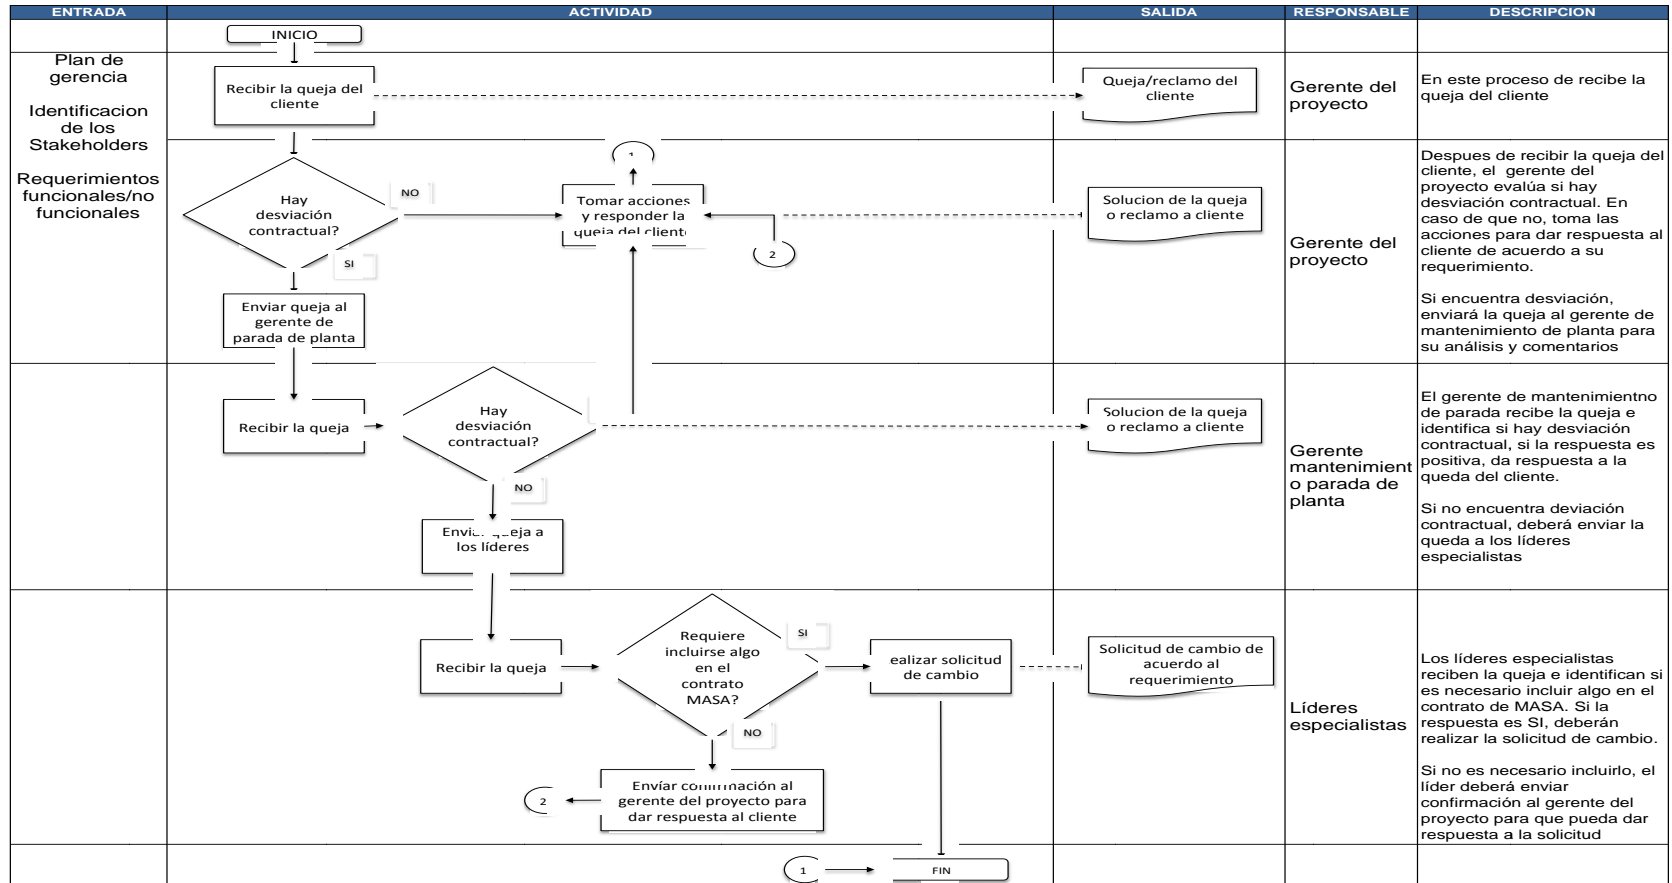 ENTRADA ACTIVIDAD SALIDA RESPONSABLE DESCRIPCION
INICIO
Plan de
gerencia
Identificacion
de los
Stakeholders
Requerimientos
funcionales/no
funcionales
Recibir la queja del
cliente
Queja/reclamo del
cliente
Gerente del
proyecto
En este proceso de recibe la
queja del cliente
Hay
desviación
contractual?
NO
SI
1
Tomar acciones
y responder la
queja del cliente
2
Solucion de la queja
o reclamo a cliente
Enviar queja al
gerente de
parada de planta
Gerente del
proyecto
Despues de recibir la queja del
cliente, el gerente del
proyecto evalúa si hay
desviación contractual. En
caso de que no, toma las
acciones para dar respuesta al
cliente de acuerdo a su
requerimiento.
Si encuentra desviación,
enviará la queja al gerente de
mantenimiento de planta para
su análisis y comentarios
Recibir la queja
Hay
desviación
contractual?
NO
Solucion de la queja
o reclamo a cliente
queja a
los líderes
Gerente
mantenimient
o parada de
planta
El gerente de mantenimientno
de parada recibe la queja e
identifica si hay desviación
contractual, si la respuesta es
positiva, da respuesta a la
queda del cliente.
Si no encuentra deviación
contractual, deberá enviar la
queda a los líderes
especialistas
Recibir la queja
Requiere
incluirse algo
en el
contrato
MASA?
SI
NO
ealizar solicitud
de cambio
Solicitud de cambio de
acuerdo al
requerimiento
Envíar confirmación al
gerente del proyecto para
dar respuesta al cliente
2
Líderes
especialistas
Los líderes especialistas
reciben la queja e identifican si
es necesario incluir algo en el
contrato de MASA. Si la
respuesta es SI, deberán
realizar la solicitud de cambio.
Si no es necesario incluirlo, el
líder deberá enviar
confirmación al gerente del
proyecto para que pueda dar
respuesta a la solicitud
1
FIN